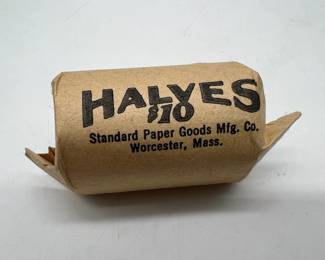 HALVES
$10
Standard Paper Goods Mfg. Co.
Worcester, Mass.